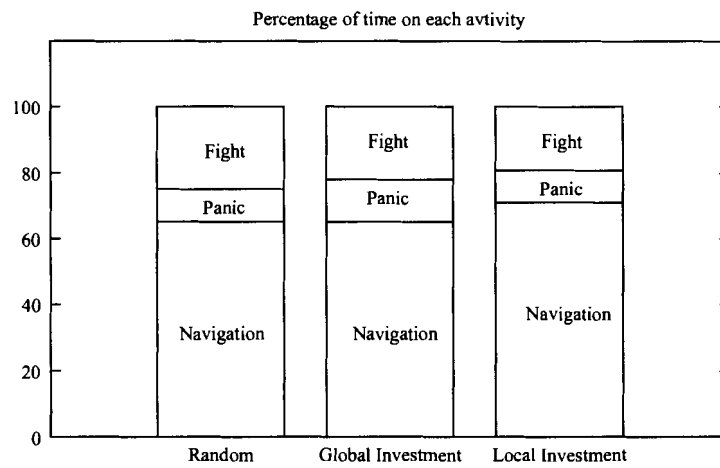 Percentage of time on each avtivity
100
80
60
40
20
0
Fight
Panic
Navigation
Fight
Panic
Navigation
Fight
Panic
Navigation
Random
Global Investment
Local Investment